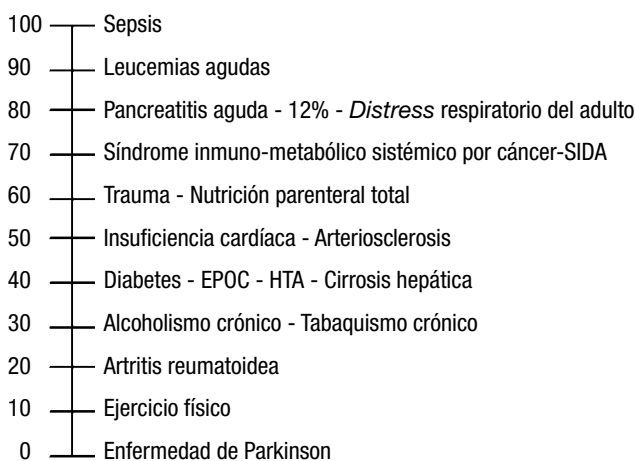 100 Sepsis
90 Leucemias agudas
80 Pancreatitis aguda - 12% - Distress respiratorio del adulto
70 Síndrome inmuno-metabólico sistémico por cáncer-SIDA
60 Trauma - Nutrición parenteral total
50 Insuficiencia cardíaca - Arteriosclerosis
40 Diabetes - EPOC - HTA - Cirrosis hepática
30 Alcoholismo crónico - Tabaquismo crónico
20 Artritis reumatoidea
10 Ejercicio físico
0 Enfermedad de Parkinson